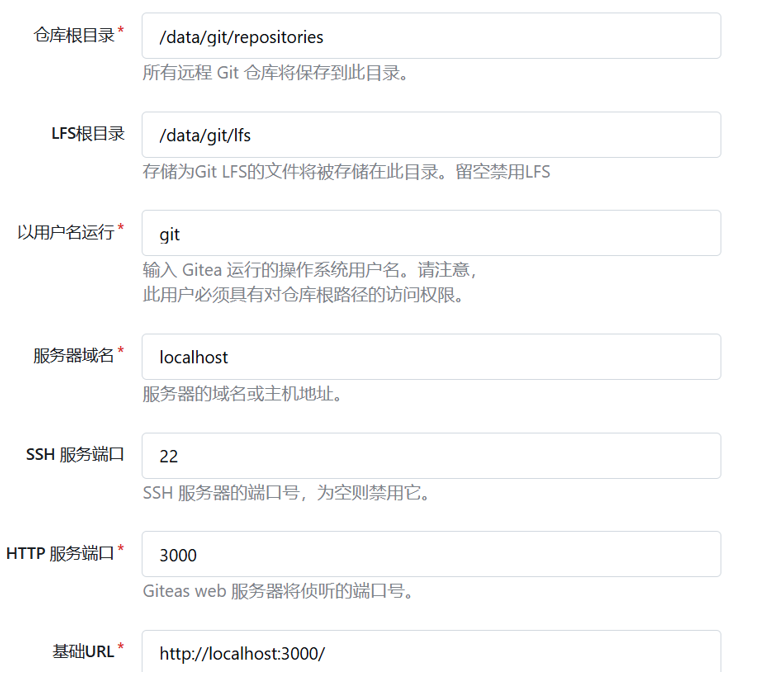 仓库根目录*
/data/git/repositories
所有远程 Git 仓库将保存到此目录。
LFS根目录
/data/git/lfs
存储为Git LFS的文件将被存储在此目录。留空禁用LFS
以用户名运行*
git
输入 Gitea 运行的操作系统用户名。请注意，
此用户必须具有对仓库根路径的访问权限。
服务器域名*
localhost
服务器的域名或主机地址。
SSH 服务端口
22
SSH 服务器的端口号，为空则禁用它。
HTTP 服务端口*
3000
Giteas web 服务器将侦听的端口号。
基础URL*
http://localhost:3000/